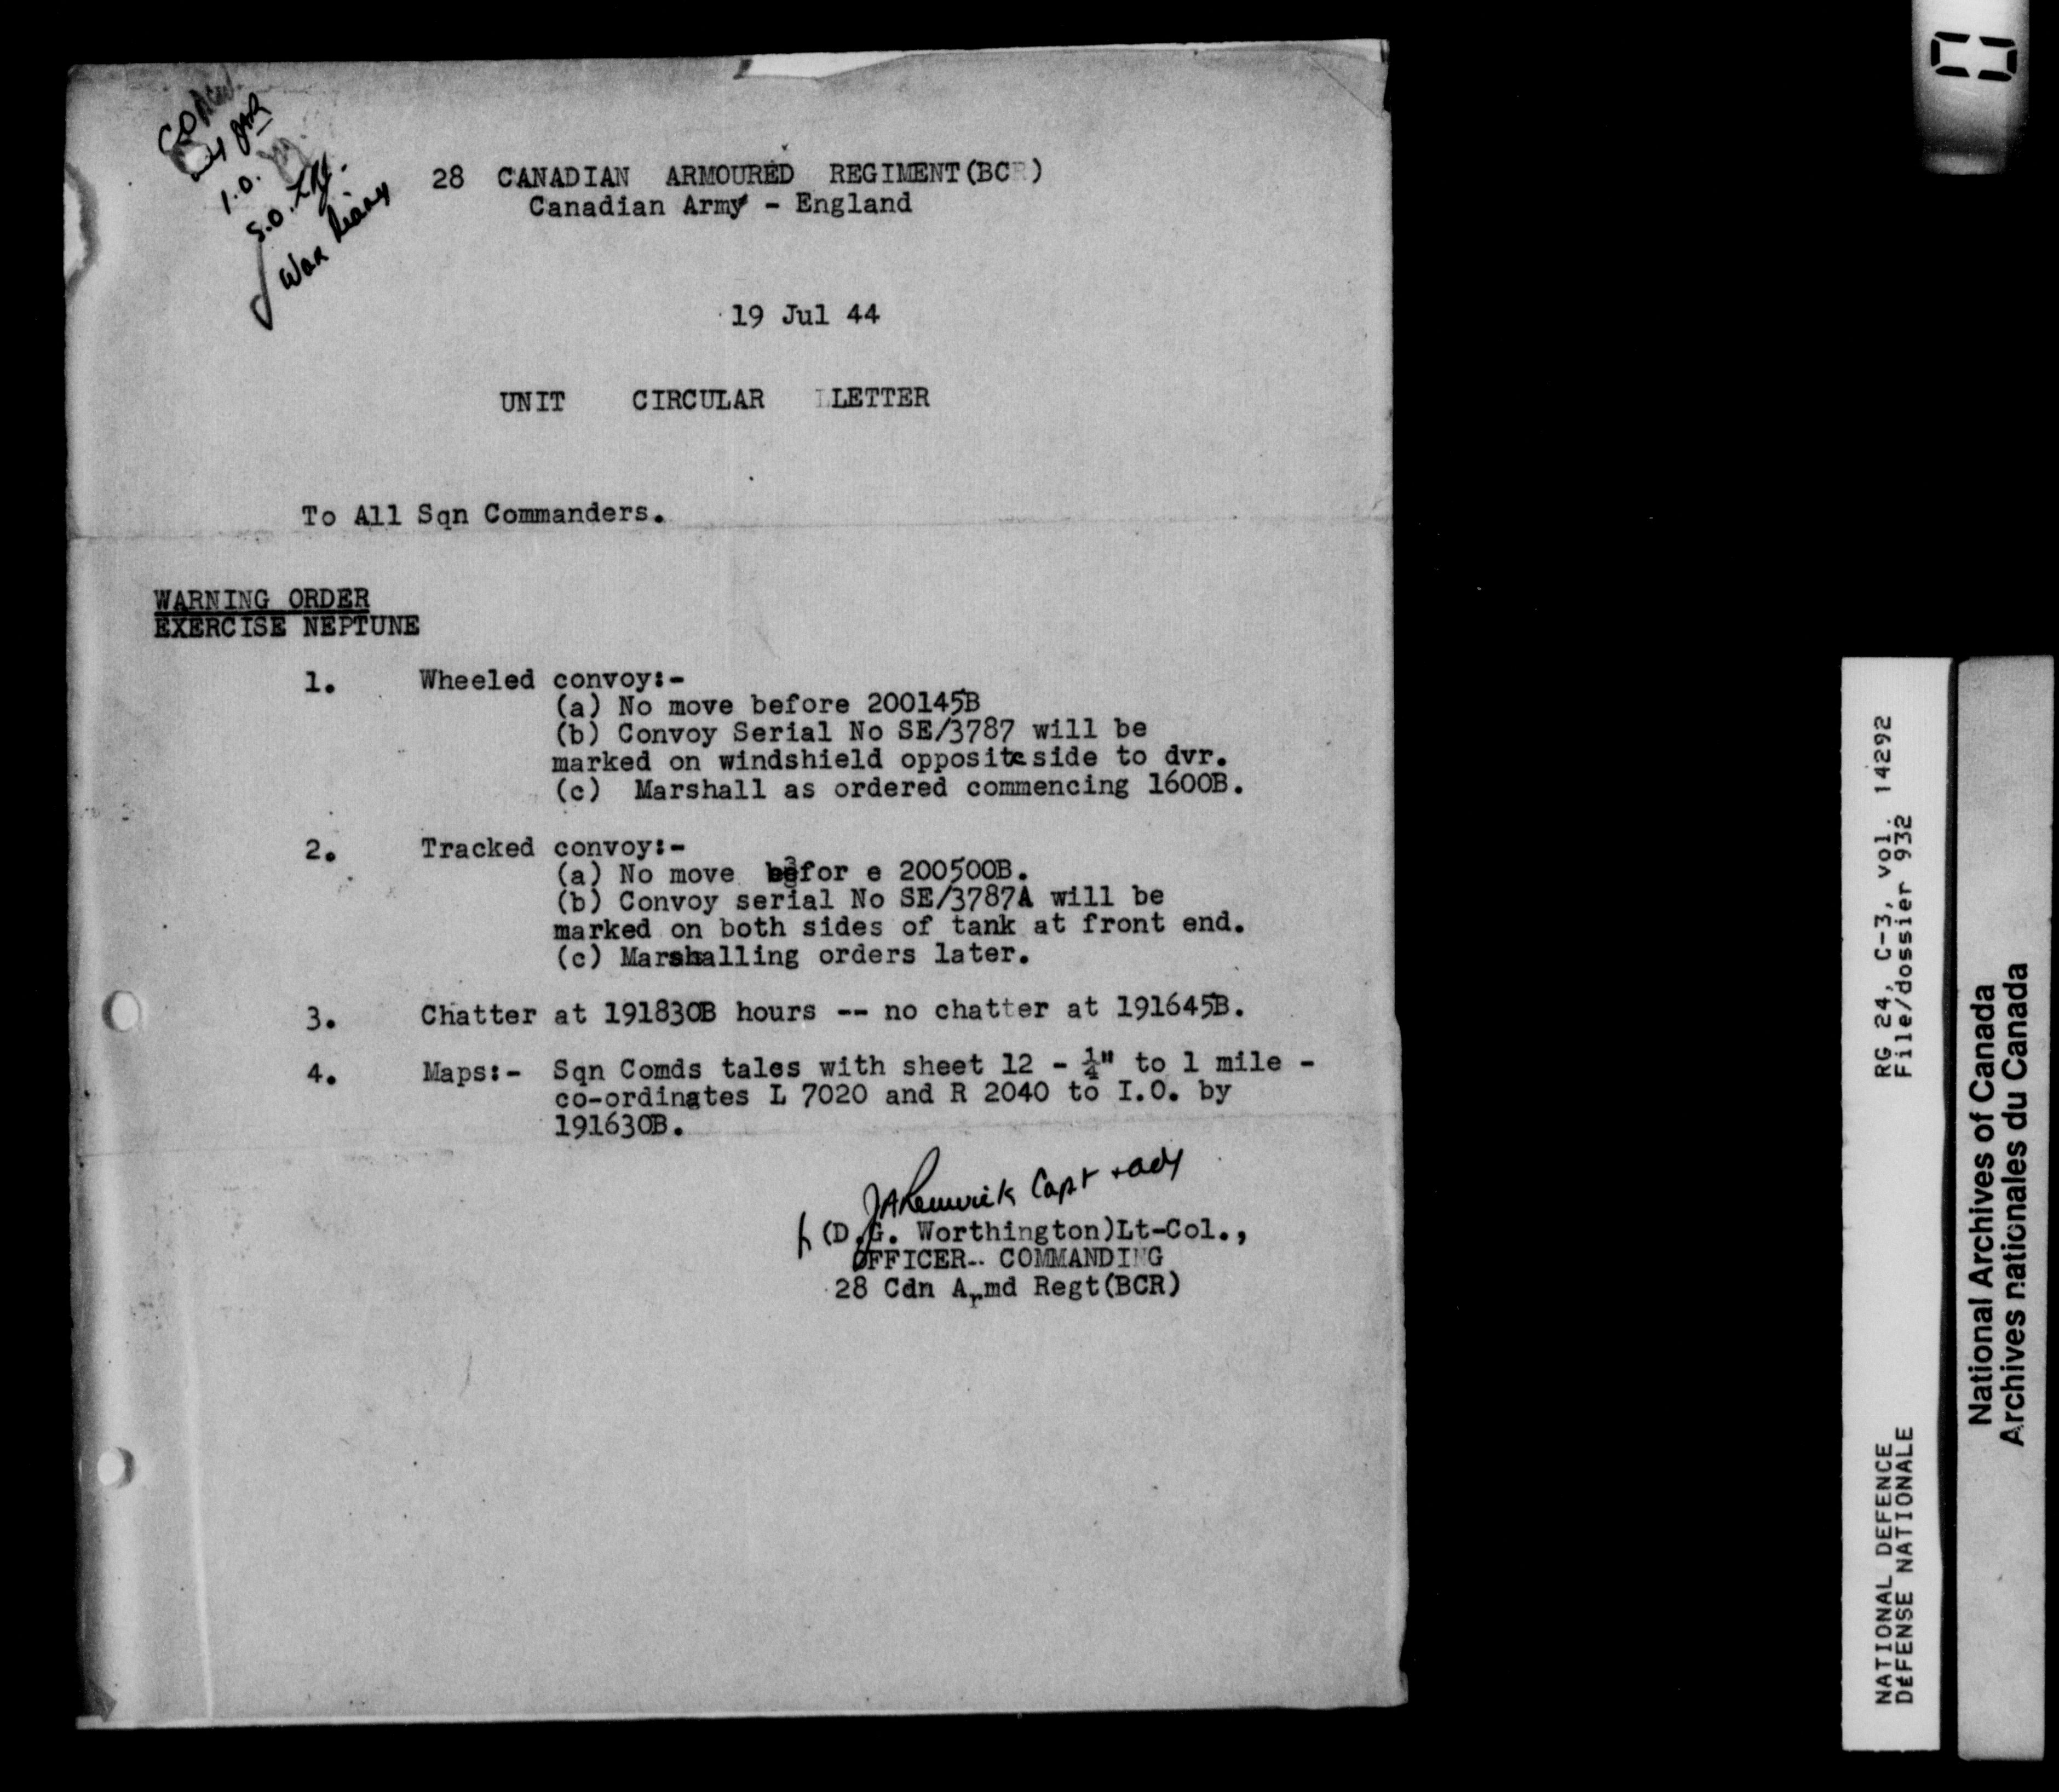 CO
I.O.
S.O.
War Diary
28 CANADIAN ARMOURED REGIMENT(BCR)
Canadian Army - England
19 Jul 44
UNIT CIRCULAR LETTER
To All Sqn Commanders.
WARNING ORDER
EXERCISE NEPTUNE
1. Wheeled convoy:-
(a) No move before 200145B
(b) Convoy Serial No SE/3787 will be
marked on windshield opposite side to dvr.
(c) Marshall as ordered commencing 1600B.
2. Tracked convoy:-
(a) No move befor e 200500B.
(b) Convoy serial No SE/3787A will be
marked on both sides of tank at front end.
(c) Marshalling orders later.
3. Chatter at 191830B hours -- no chatter at 191645B.
4. Maps:- Sqn Comds tales with sheet 12 - ¼" to 1 mile -
co-ordinates L 7020 and R 2040 to I.O. by
191630B.
JA Renwick Capt + adj
(D.G. Worthington)Lt-Col.,
OFFICER-- COMMANDING
28 Cdn Armd Regt(BCR)
NATIONAL DEFENCE RG 24, C-3, vol. 14292
DéFENSE NATIONALE File/dossier 932
National Archives of Canada
Archives nationales du Canada